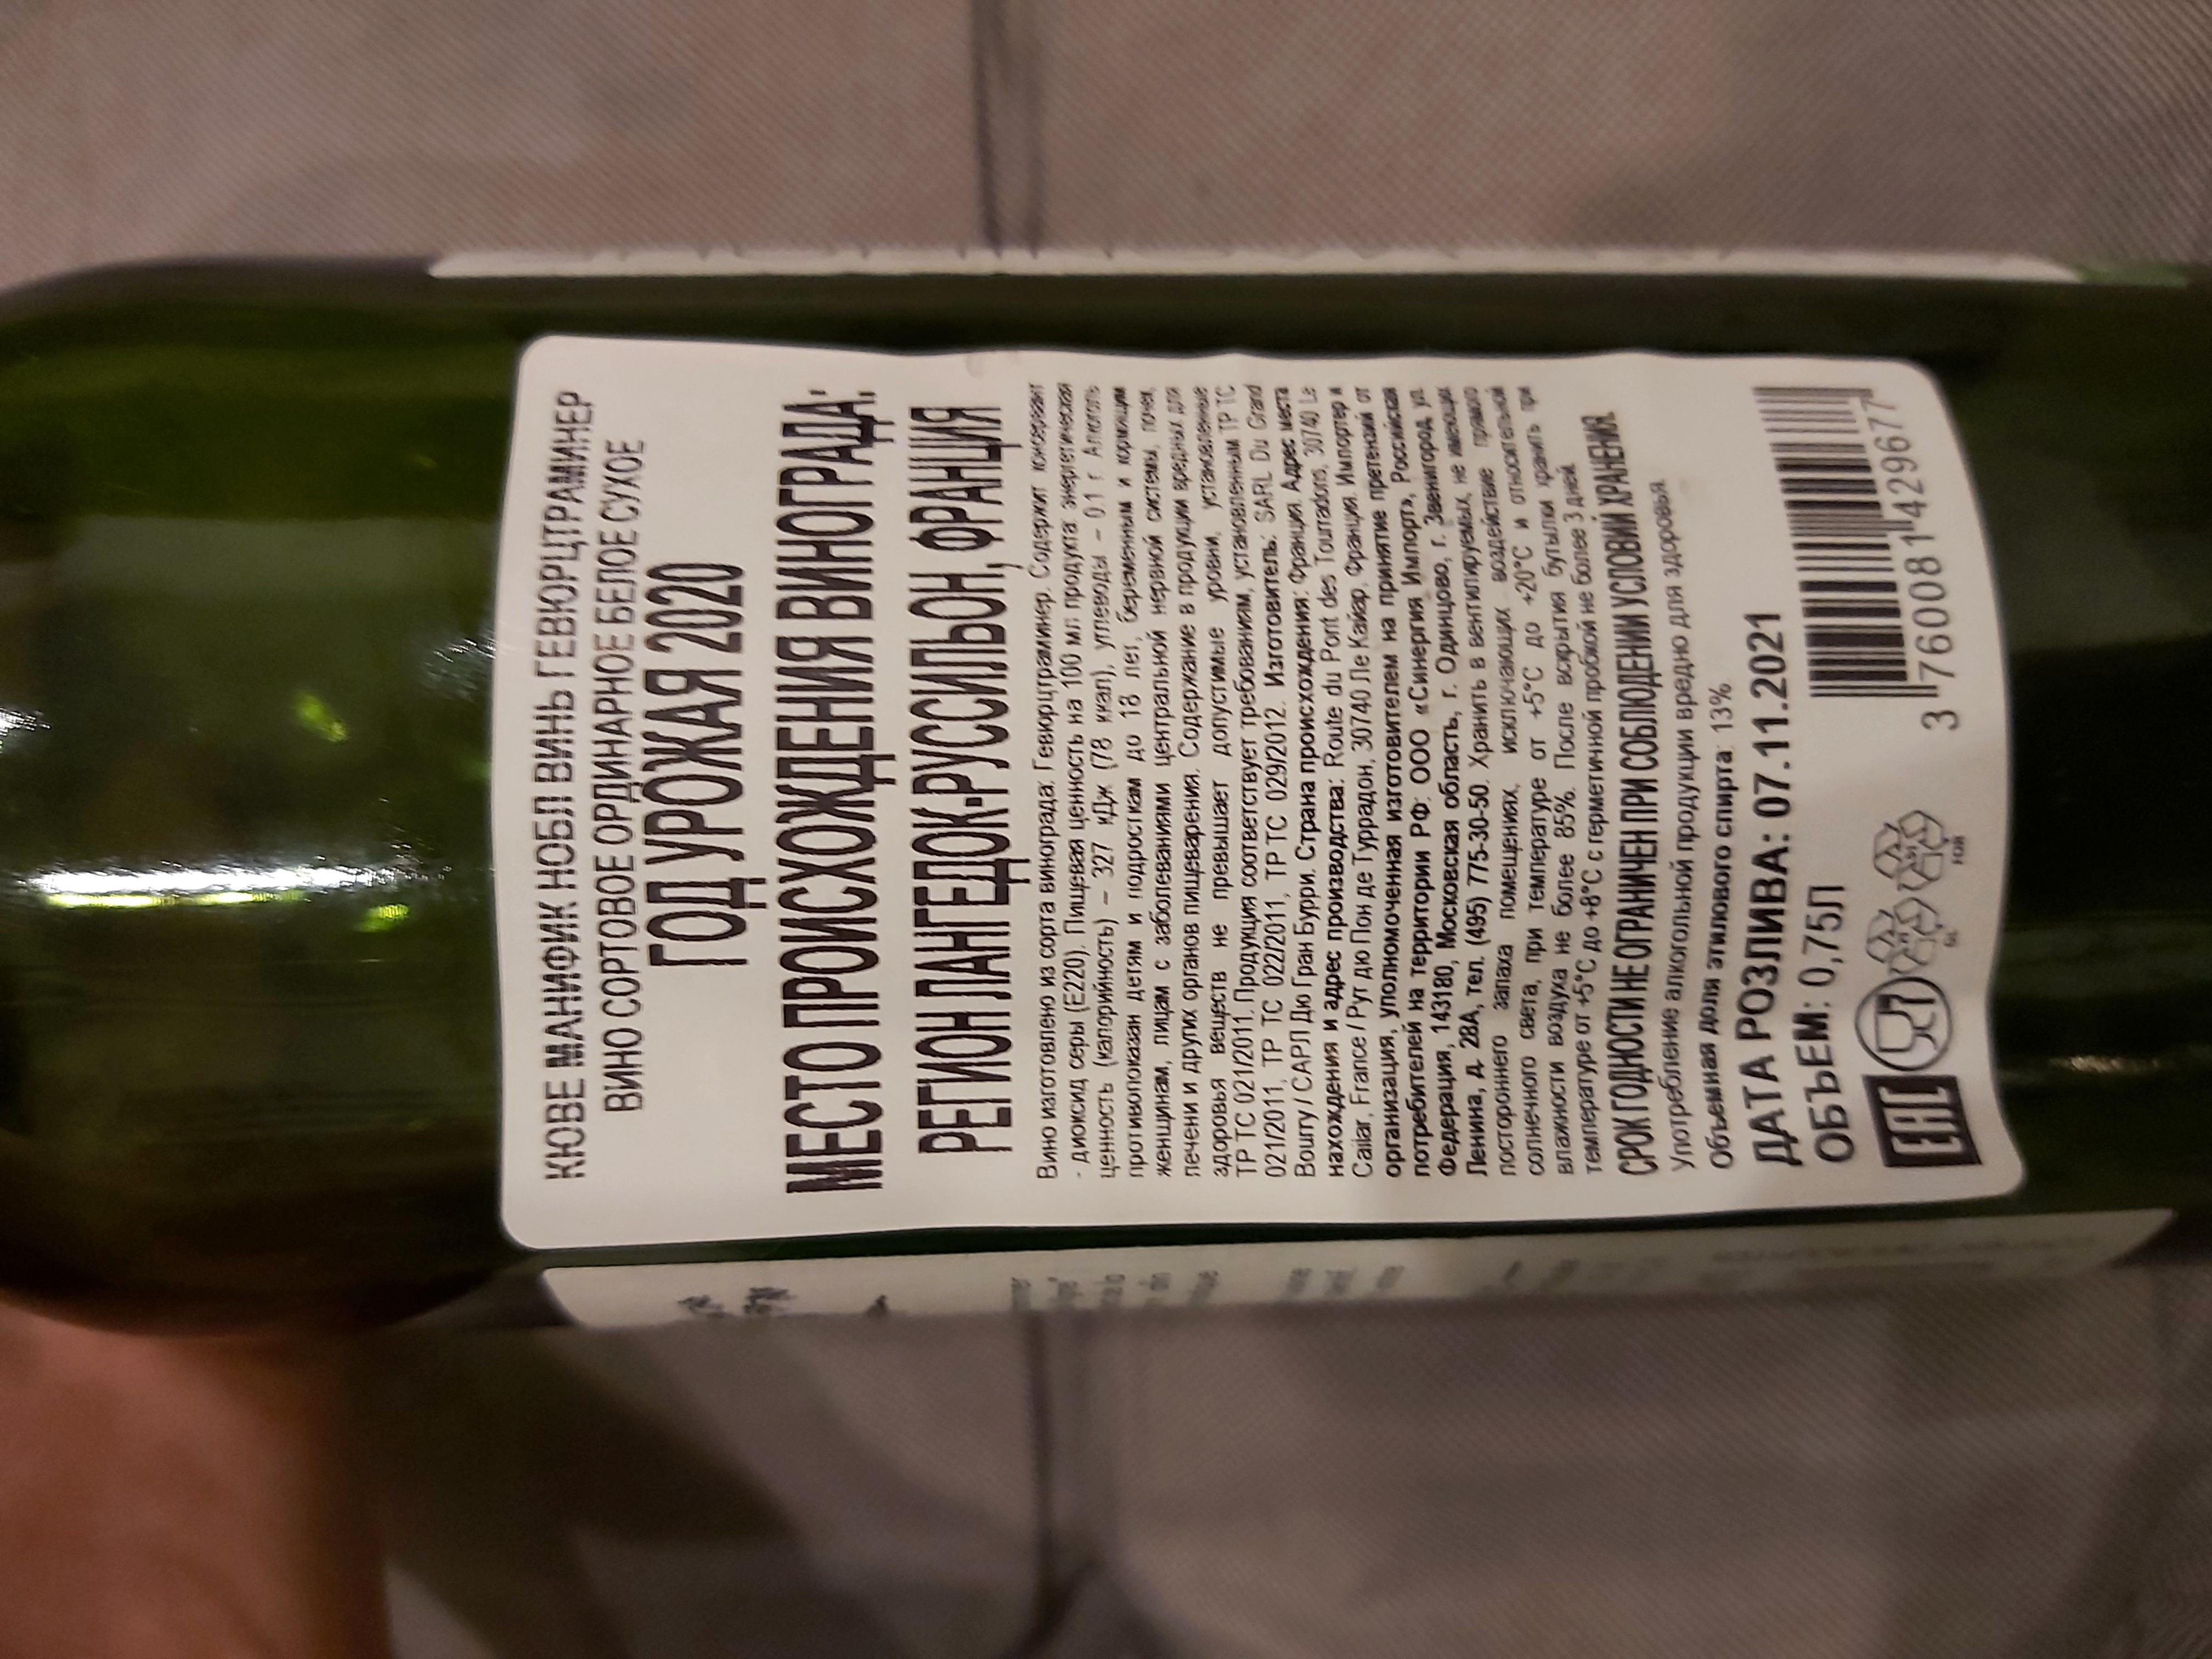 КЮВЕ МАНИФИК НОБЛ ВИНЬ ГЕВЮРЦТРАМИНЕР
ВИНО СОРТОВОЕ ОРДИНАРНОЕ БЕЛОЕ СУХОЕ
ГОД УРОЖАЯ 2020
МЕСТО ПРОИСХОЖДЕНИЯ ВИНОГРАДА:
РЕГИОН ЛАНГЕДОК-РУССИЛЬОН, ФРАНЦИЯ
Вино изготовлено из сорта винограда: Гевюрцтраминер. Содержит консервант
- диоксид серы (Е220). Пищевая ценность на 100 мл продукта: энергетическая
ценность (калорийность) – 327 кДж (78 ккал), углеводы – 0,1 г. Алкоголь
противопоказан детям и подросткам до 18 лет, беременным и кормящим
женщинам, лицам с заболеваниями центральной нервной системы, почек,
печени и других органов пищеварения. Содержание в продукции вредных для
здоровья веществ не превышает допустимые уровни, установленные
ТР ТС 021/2011. Продукция соответствует требованиям, установленным ТР ТС
021/2011, ТР ТС 022/2011, ТР ТС 029/2012. Изготовитель: SARL Du Grand
Bourry / САРЛ Дю Гран Бурри. Страна происхождения: Франция. Адрес места
нахождения и адрес производства: Route du Pont des Tourradons, 30740 Le
Cailar, France / Рут дю Пон де Туррадон, 30740 Ле Кайар, Франция. Импортер и
организация, уполномоченная изготовителем на принятие претензий от
потребителей на территории РФ: ООО «Синергия Импорт», Российская
Федерация, 143180, Московская область, г. Одинцово, г. Звенигород, ул.
Ленина, д. 28А, тел. (495) 775-30-50. Хранить в вентилируемых, не имеющих
постороннего запаха помещениях, исключающих воздействие прямого
солнечного света, при температуре от +5°С до +20°С и относительной
влажности воздуха не более 85%. После вскрытия бутылки хранить при
температуре от +5°С до +8°С с герметичной пробкой не более 3 дней.
СРОК ГОДНОСТИ НЕ ОГРАНИЧЕН ПРИ СОБЛЮДЕНИИ УСЛОВИЙ ХРАНЕНИЯ.
Употребление алкогольной продукции вредно для здоровья
Объемная доля этилового спирта: 13%
ДАТА РОЗЛИВА: 07.11.2021
ОБЪЕМ: 0,75Л
EAC
GL
FOR
3 760081 429677